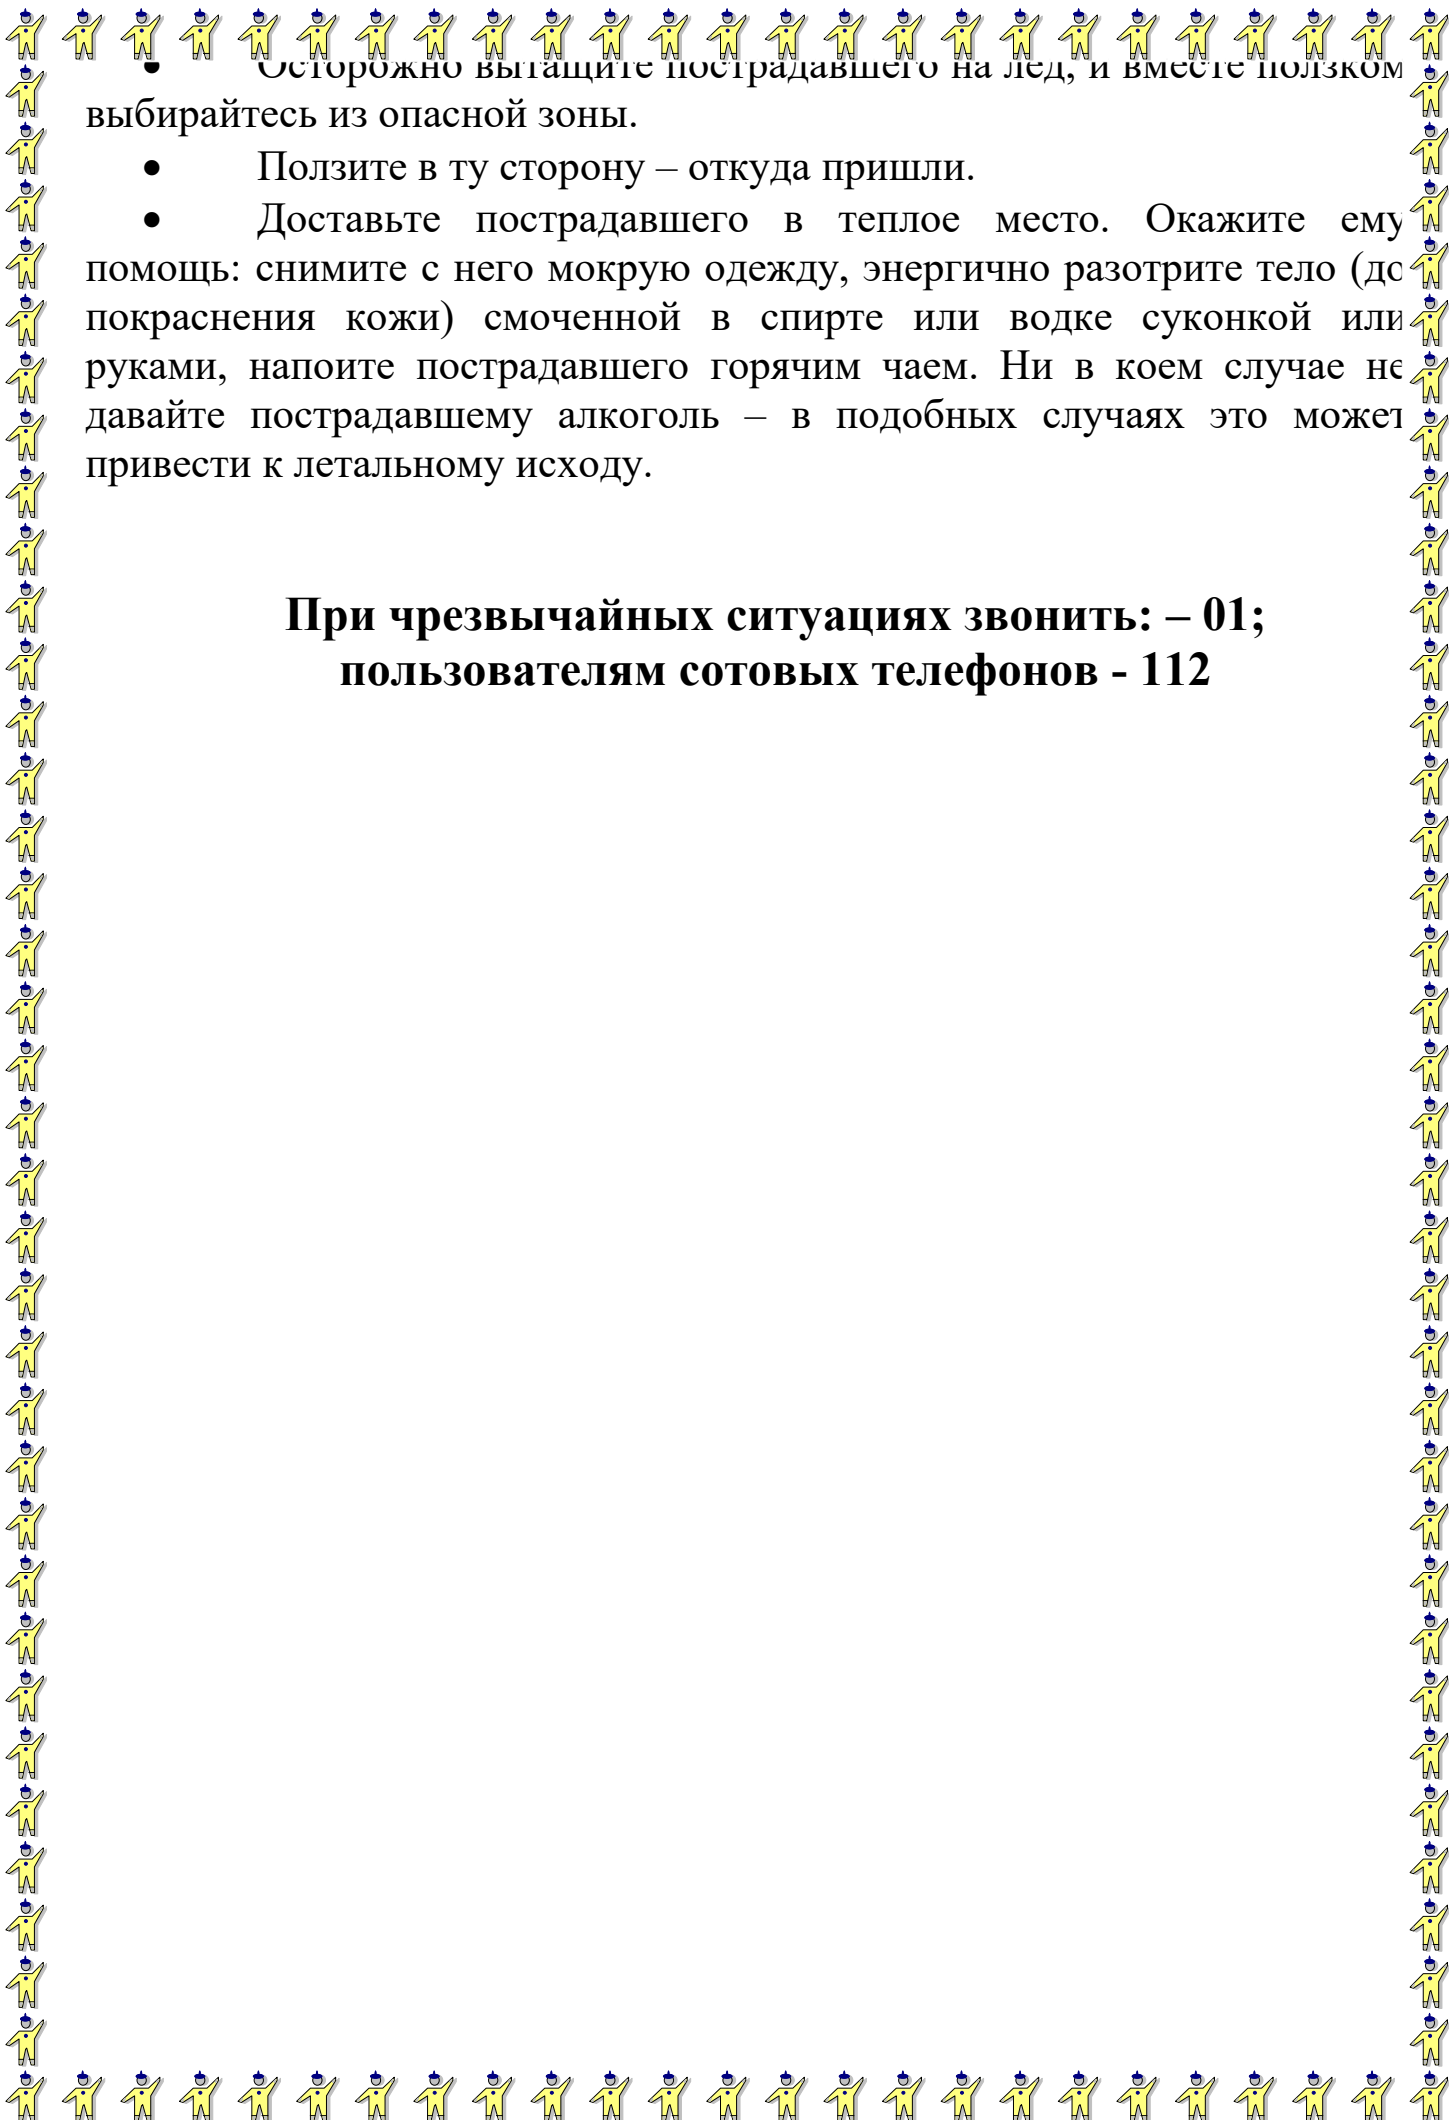 • Осторожно вытащите пострадавшего на лед, и вместе ползком
выбирайтесь из опасной зоны.
• Ползите в ту сторону – откуда пришли.
• Доставьте пострадавшего в теплое место. Окажите ему
помощь: снимите с него мокрую одежду, энергично разотрите тело (до
покраснения кожи) смоченной в спирте или водке суконкой или
руками, напоите пострадавшего горячим чаем. Ни в коем случае не
давайте пострадавшему алкоголь – в подобных случаях это может
привести к летальному исходу.
При чрезвычайных ситуациях звонить: – 01;
пользователям сотовых телефонов - 112